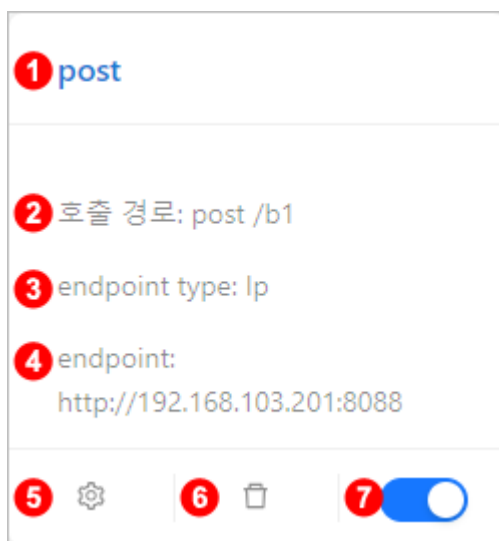 1 post
2 호출 경로: post /b1
3 endpoint type: Ip
4 endpoint:
http://192.168.103.201:8088
5 6 7